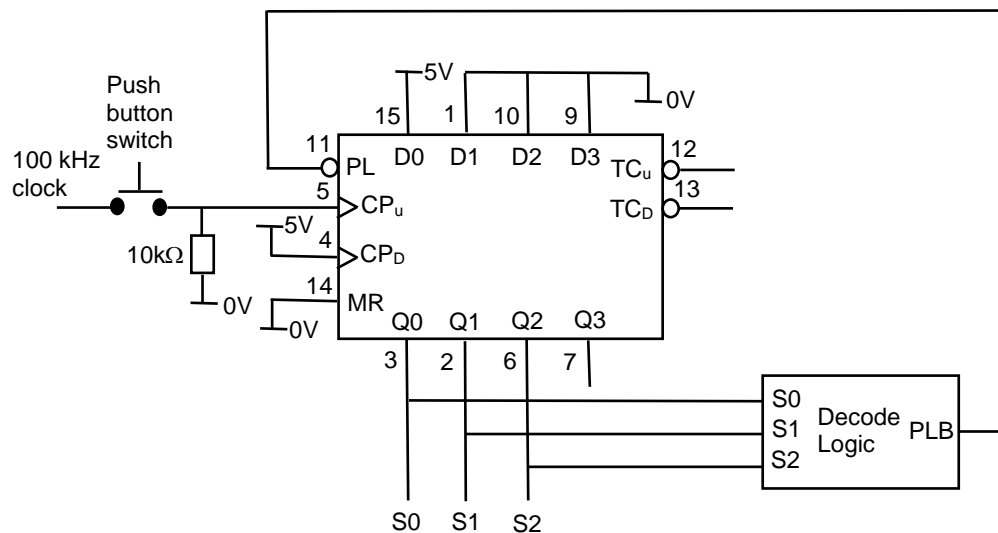 Push
button
switch
100 kHz
clock
10kΩ
0V
5V
0V
5V
0V
15
1
10
9
D0
D1
D2
D3
11
PL
5
CPu
4
CPD
14
MR
TCu
12
TCD
13
Q0
Q1
Q2
Q3
3
2
6
7
S0
S1
S2
Decode
Logic
PLB
S0
S1
S2